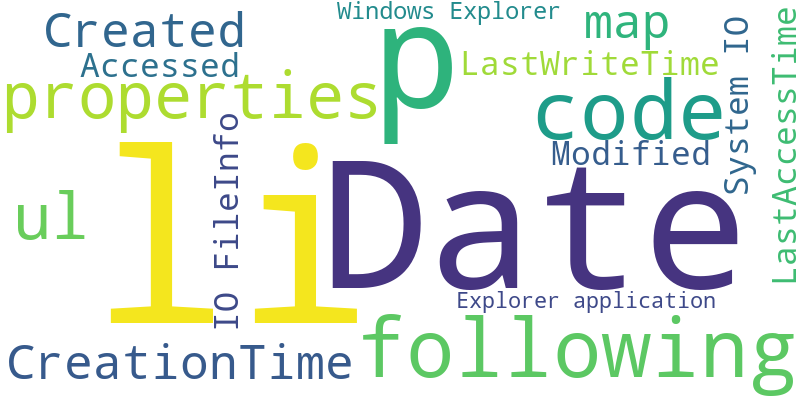 Windows Explorer
Created
p
map
Accessed
LastWriteTime
properties
code
System IO
LastAccessTime
Modified
IO FileInfo
li
Date
ul
Explorer application
CreationTime
following